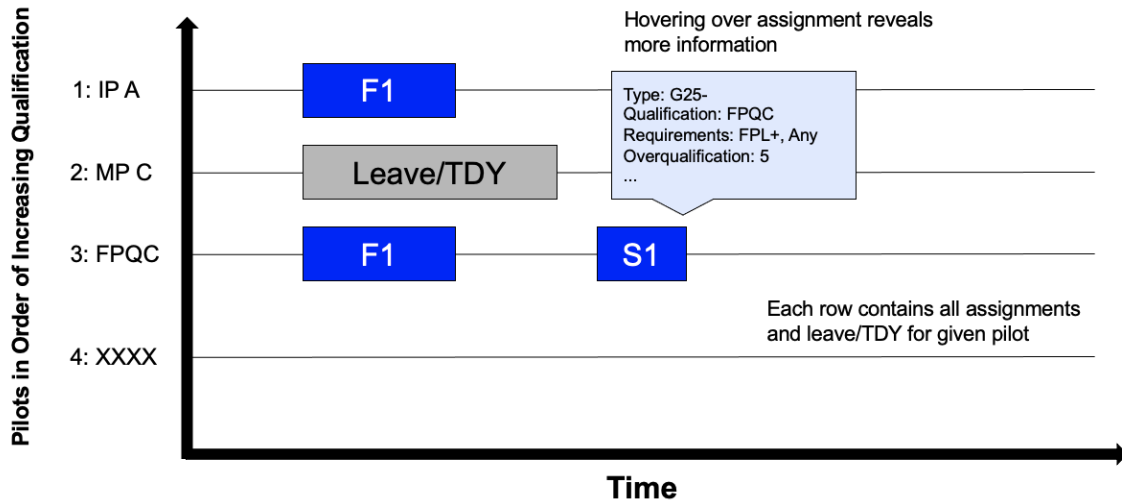 Hovering over assignment reveals
more information
Pilots in Order of Increasing Qualification
1: IP A
F1
Type: G25-
Qualification: FPQC
Requirements: FPL+, Any
Overqualification: 5
...
2: MP C
Leave/TDY
3: FPQC
F1
S1
Each row contains all assignments
and leave/TDY for given pilot
4: XXXX
Time